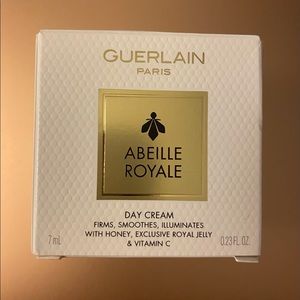 GUERLAIN
PARIS
ABEILLE
ROYALE
DAY CREAM
FIRMS, SMOOTHES, ILLUMINATES
WITH HONEY, EXCLUSIVE ROYAL JELLY
& VITAMIN C
7 mL 0.23 FL. OZ.